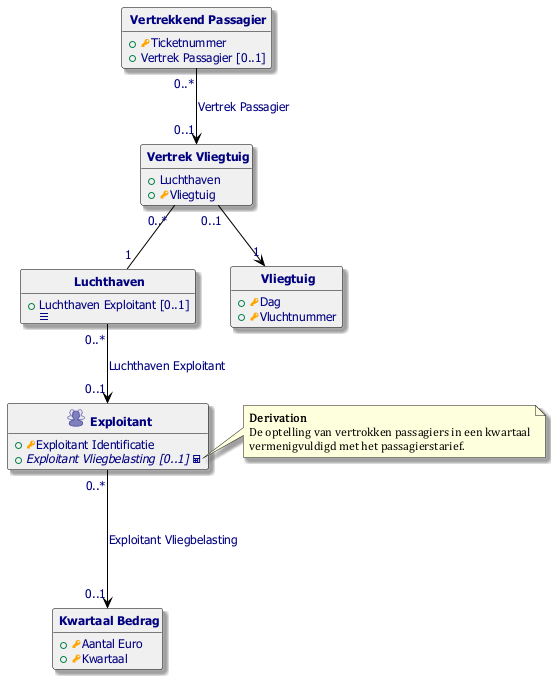 Vertrekkend Passagier
Ticketnummer
Vertrek Passagier [0..1]
0..*
Vertrek Passagier
0..1
Vertrek Vliegtuig
Luchthaven
Vliegtuig
0..*
0..1
1
1
Luchthaven
Luchthaven Exploitant [0..1]
Vliegtuig
Dag
Vluchtnummer
0..*
Luchthaven Exploitant
0..1
Exploitant
Exploitant Identificatie
Exploitant Vliegbelasting [0..1]
Derivation
De optelling van vertrokken passagiers in een kwartaal
vermenigvuldigd met het passagierstarief.
0..*
Exploitant Vliegbelasting
0..1
Kwartaal Bedrag
Aantal Euro
Kwartaal